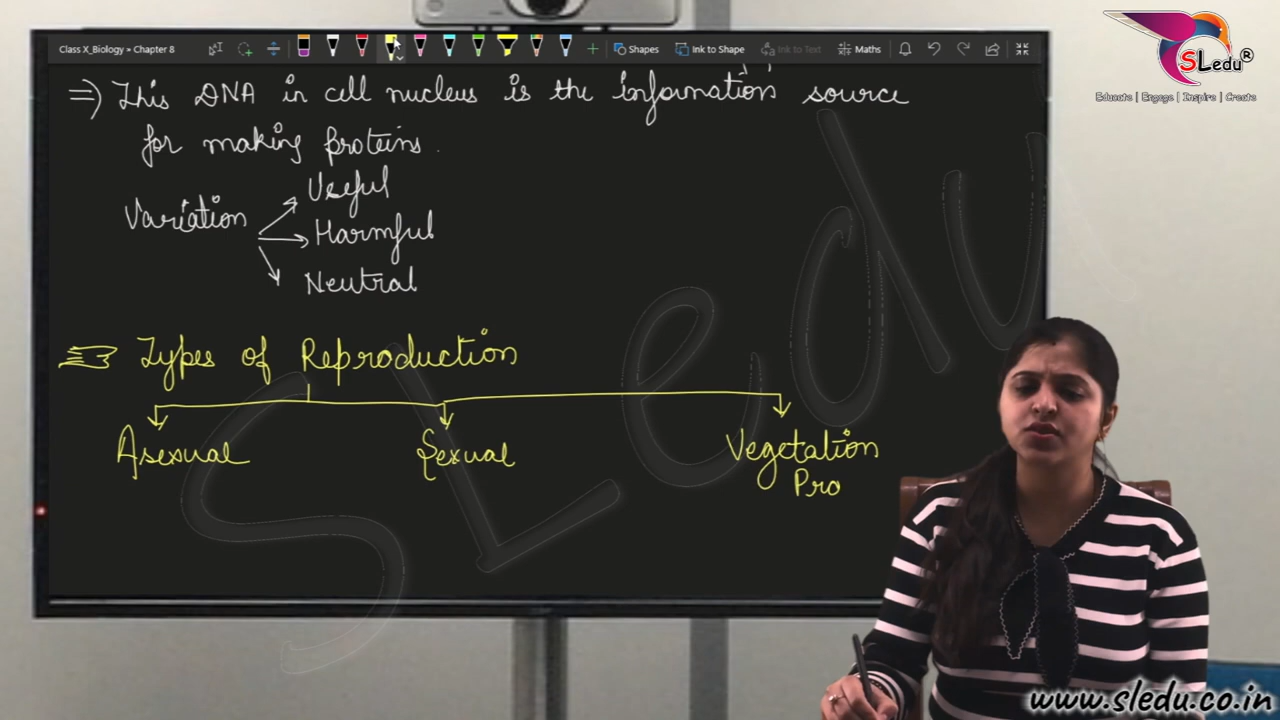 Class X_Biology » Chapter 8
Shapes
Ink to Shape
Ink to Text
Maths
SLedu®
Educate | Engage | Inspire | Create
=) This DNA in cell nucleus is the information source
for making proteins.
Variation
Useful
Harmful
Neutral
Types of Reproduction
Asexual
Sexual
Vegetation
Pro
SLedu
www.sledu.co.in